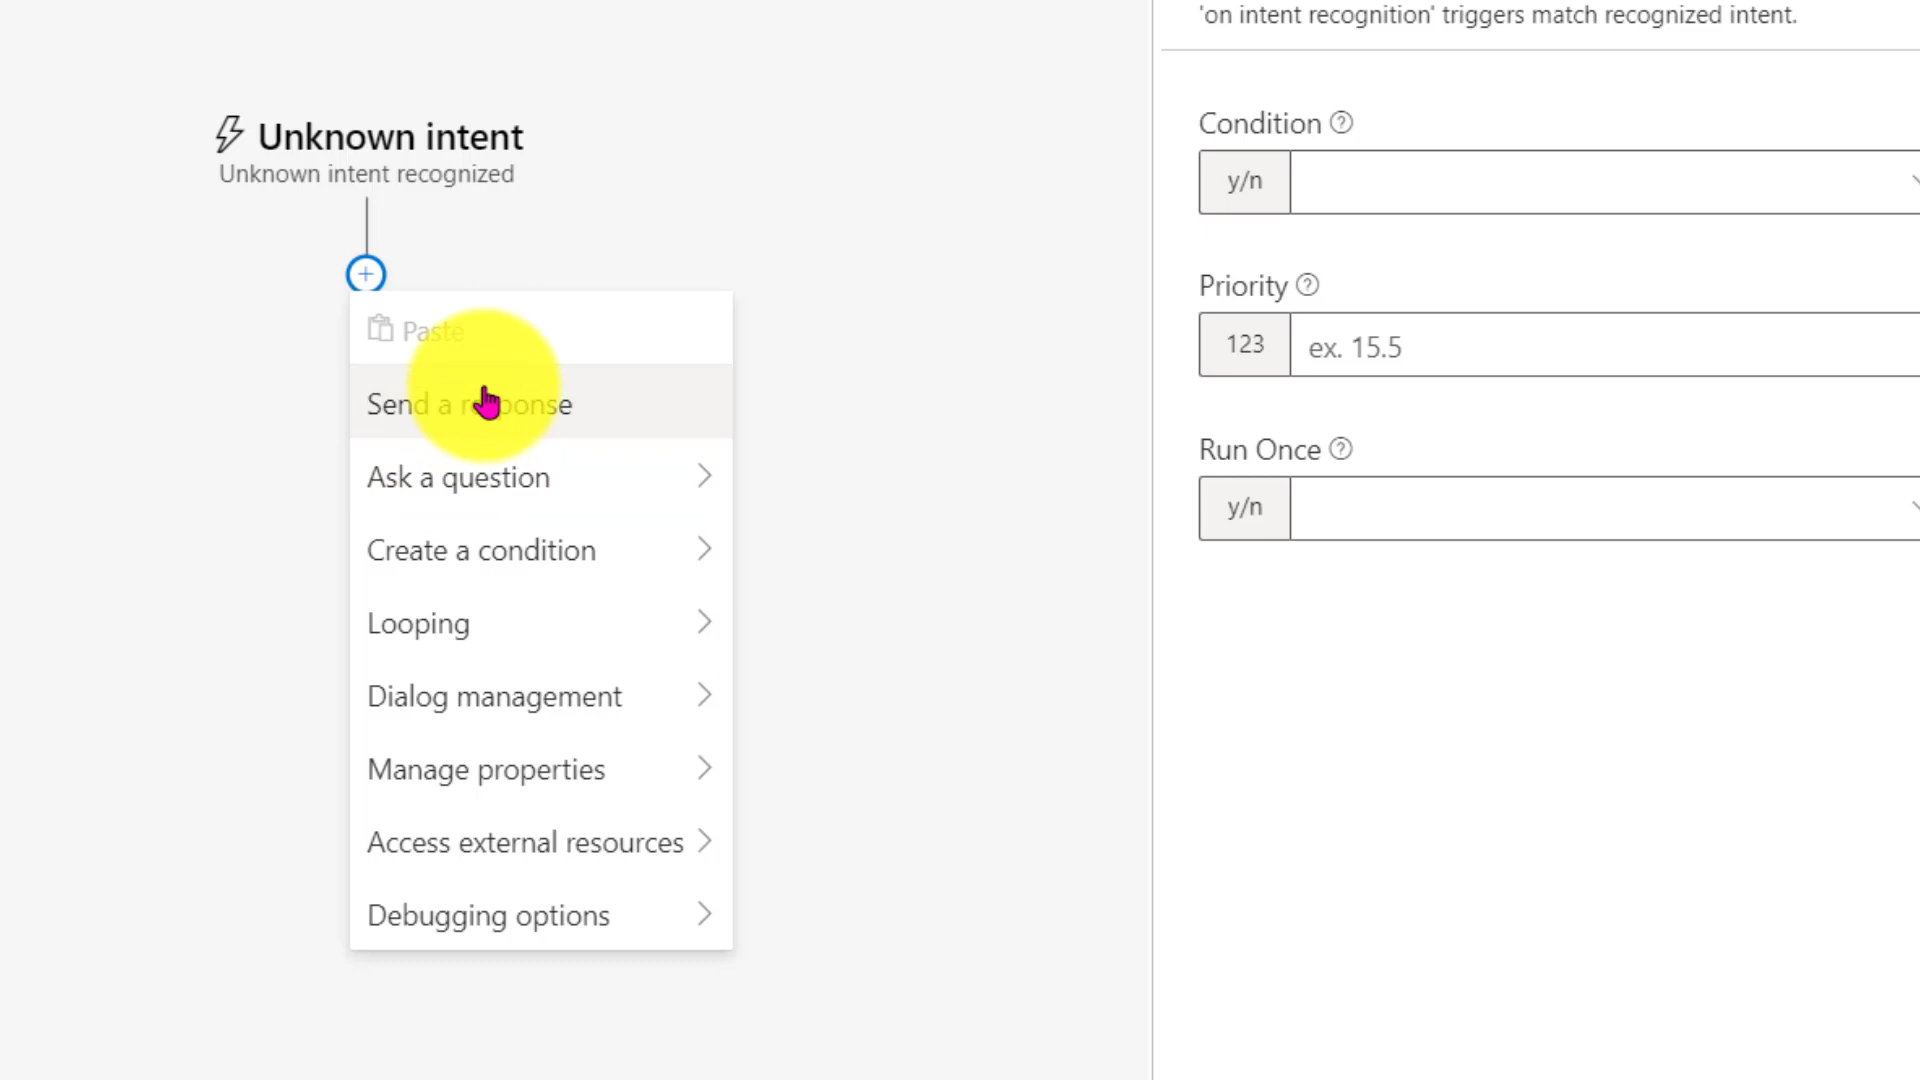 'on intent recognition' triggers match recognized intent.
Unknown intent
Unknown intent recognized
Paste
Send a response
Ask a question
Create a condition
Looping
Dialog management
Manage properties
Access external resources
Debugging options
Condition
y/n
Priority
123
ex. 15.5
Run Once
y/n